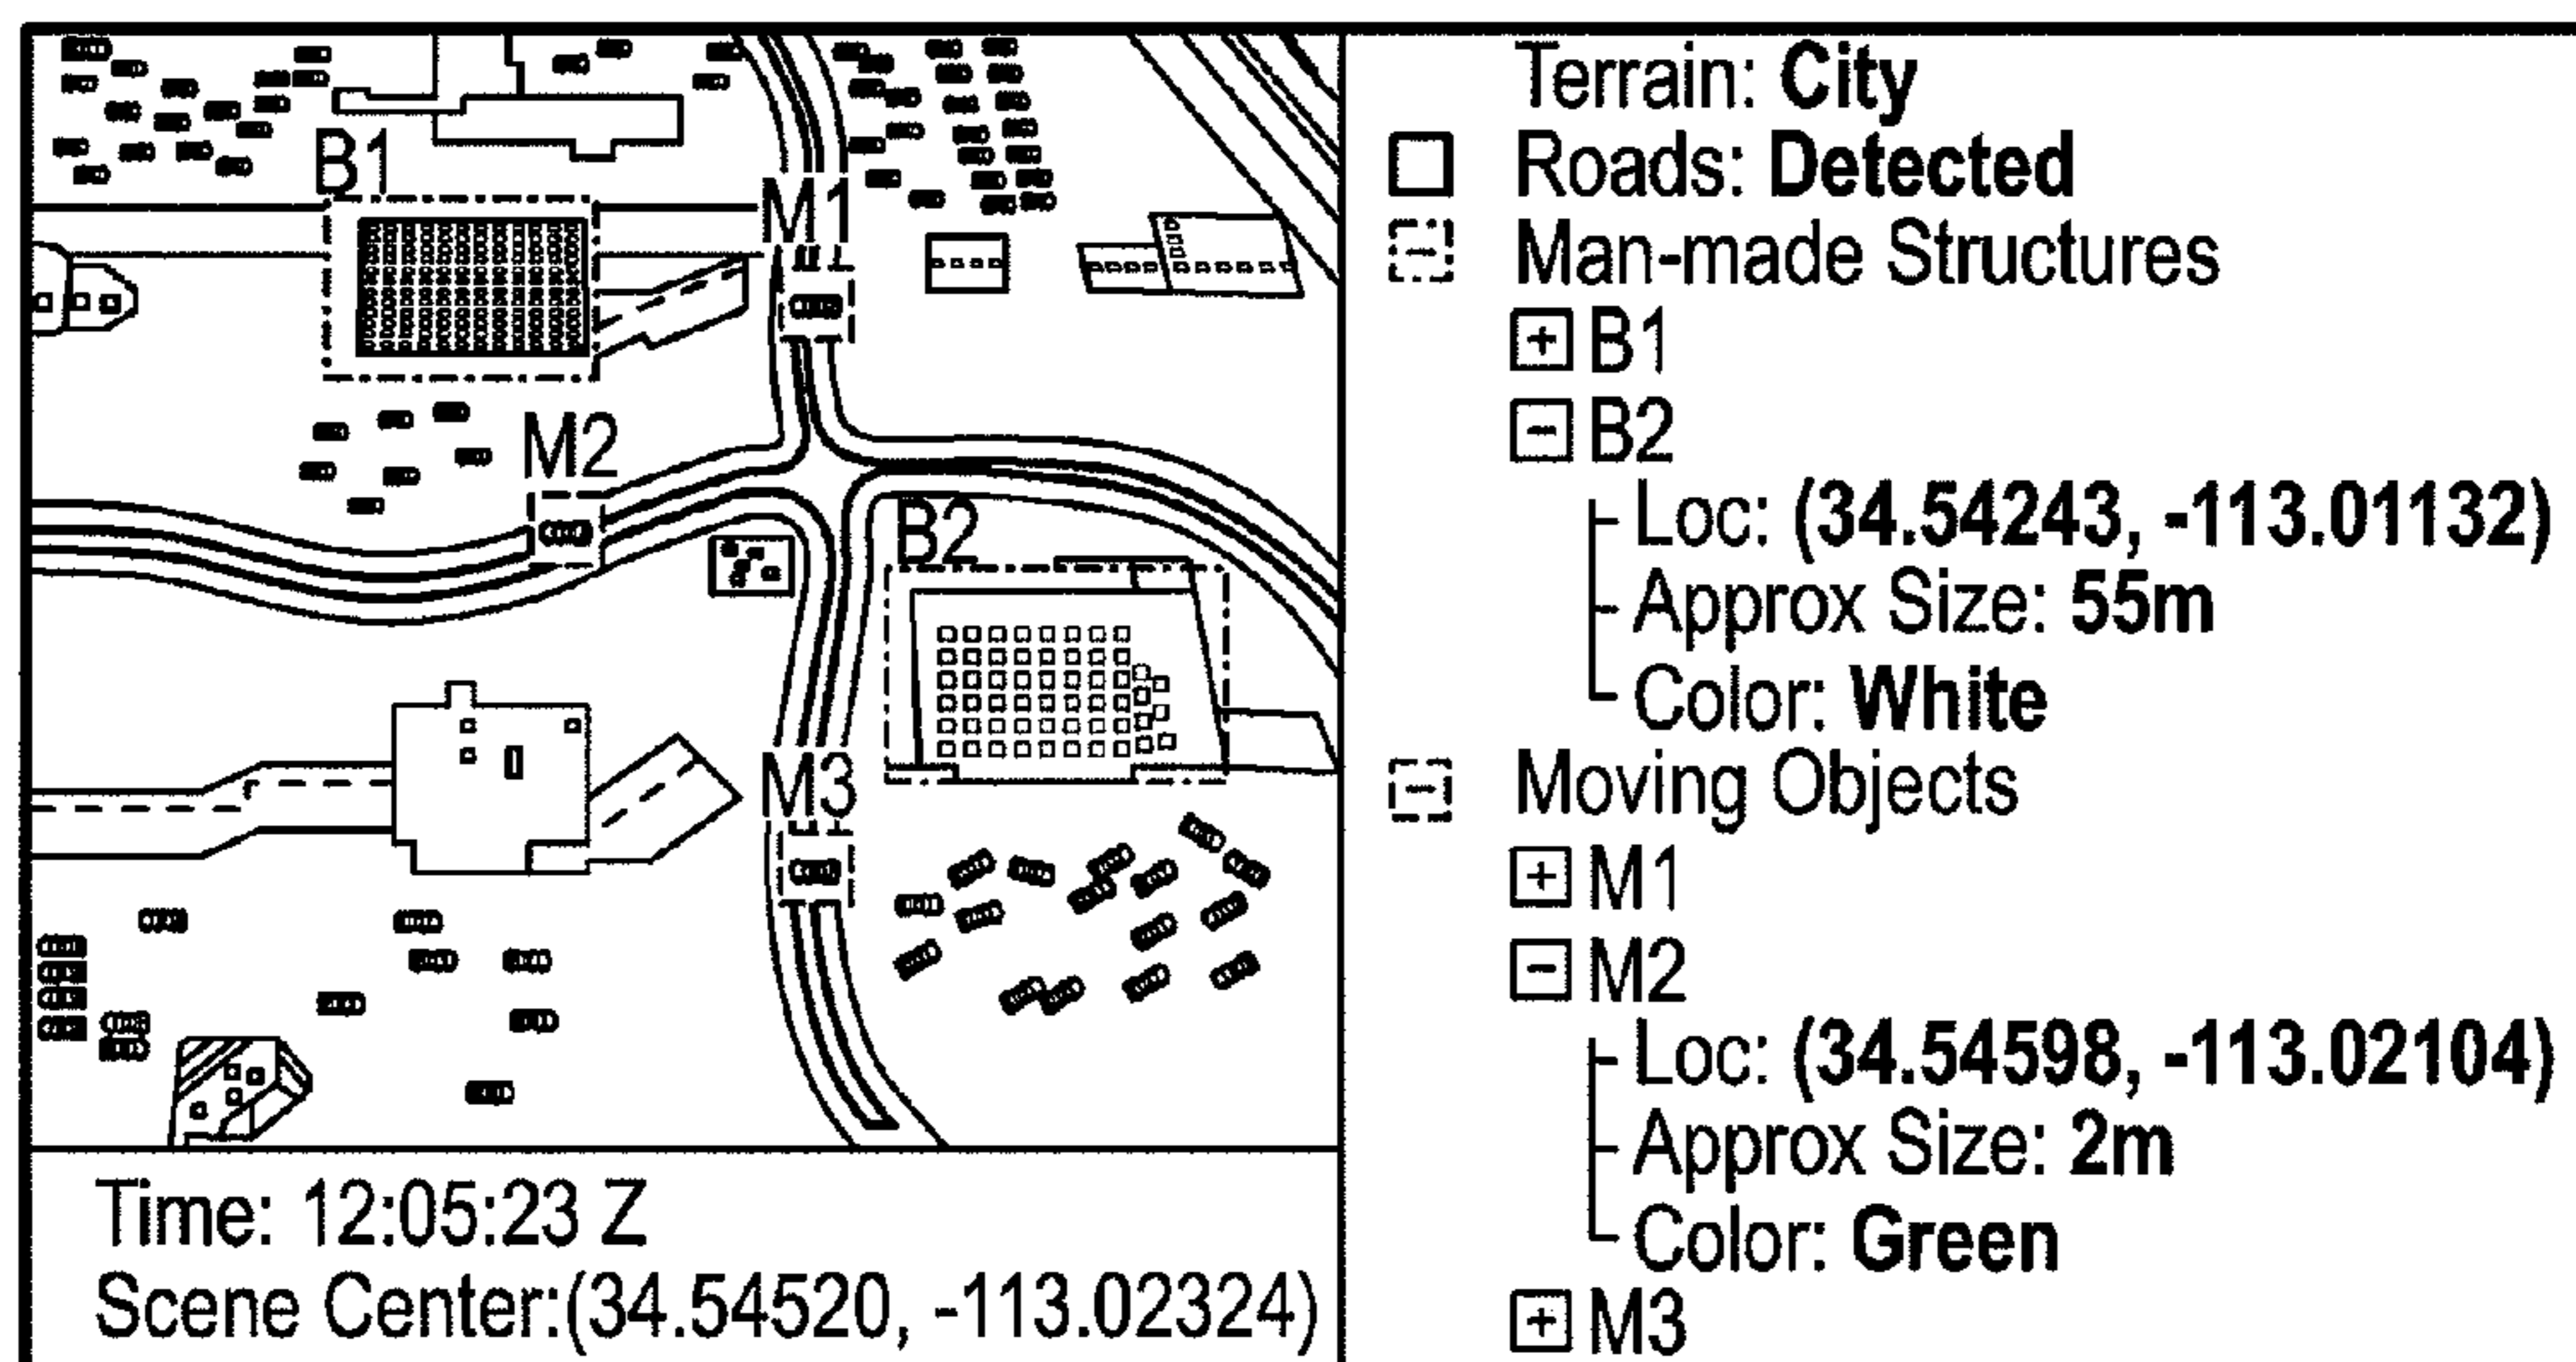 B1
M1
M2
B2
M3
Time: 12:05:23 Z
Scene Center:(34.54520, -113.02324)
Terrain: City
Roads: Detected
Man-made Structures
+ B1
- B2
Loc: (34.54243, -113.01132)
Approx Size: 55m
Color: White
Moving Objects
+ M1
- M2
Loc: (34.54598, -113.02104)
Approx Size: 2m
Color: Green
+ M3